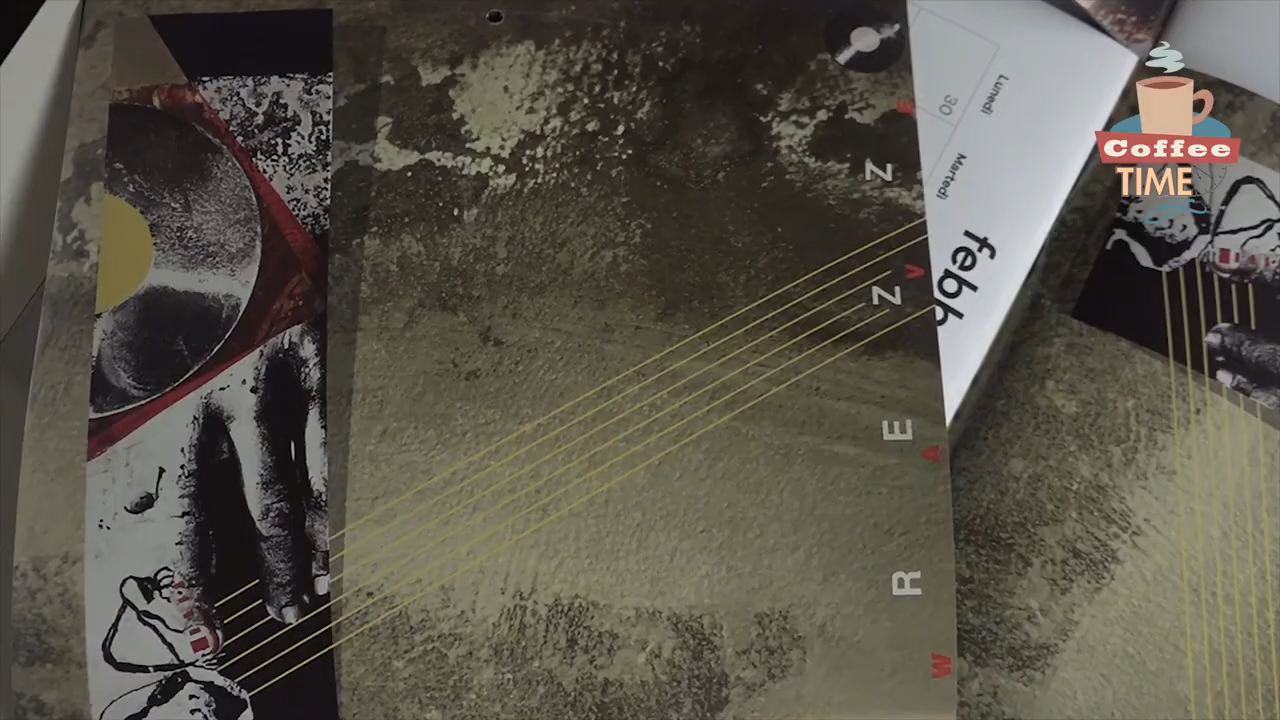 Coffee
TIME
R E Z Z
W A V E
febb
Lunedì
Martedì
30